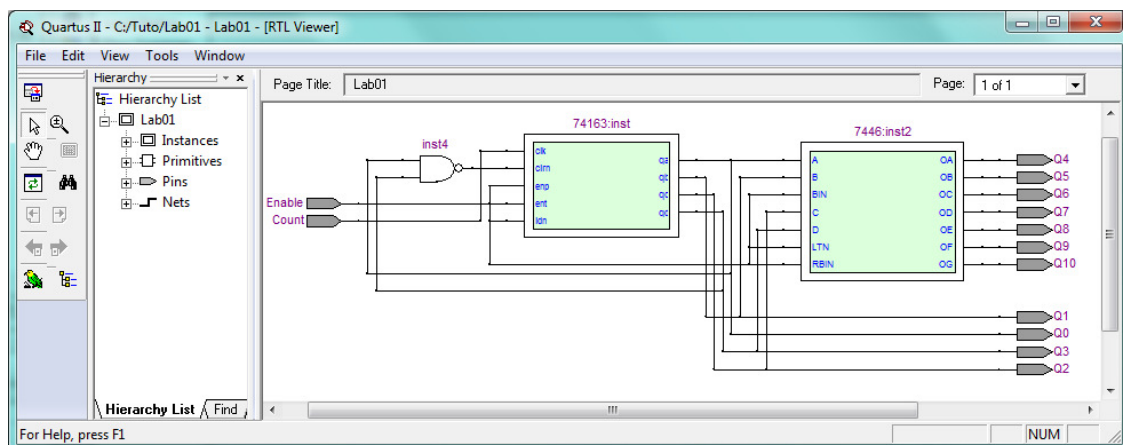 Quartus II - C:/Tuto/Lab01 - Lab01 - [RTL Viewer]
File Edit View Tools Window
Hierarchy
Hierarchy List
Lab01
Instances
Primitives
Pins
Nets
Hierarchy List Find
Page Title: Lab01 Page: 1 of 1
inst4
Enable
Count
74163:inst
clk
clrn
enp
ent
ldn
qa
qb
qc
qd
7446:inst2
A
B
BIN
C
D
LTN
RBIN
OA
OB
OC
OD
OE
OF
OG
Q4
Q5
Q6
Q7
Q8
Q9
Q10
Q1
Q0
Q3
Q2
For Help, press F1 NUM